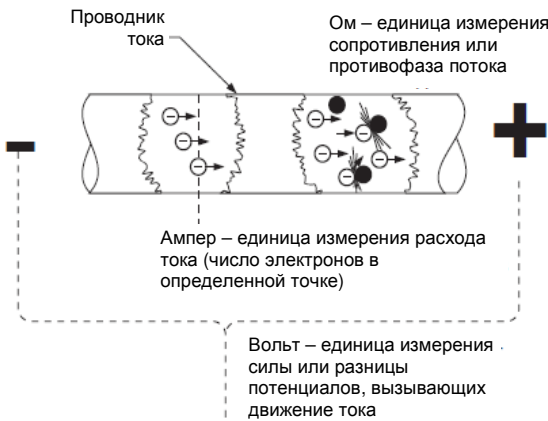 Проводник
тока
Ом – единица измерения
сопротивления или
противофаза потока
Ампер – единица измерения расхода
тока (число электронов в
определенной точке)
Вольт – единица измерения
силы или разницы
потенциалов, вызывающих
движение тока